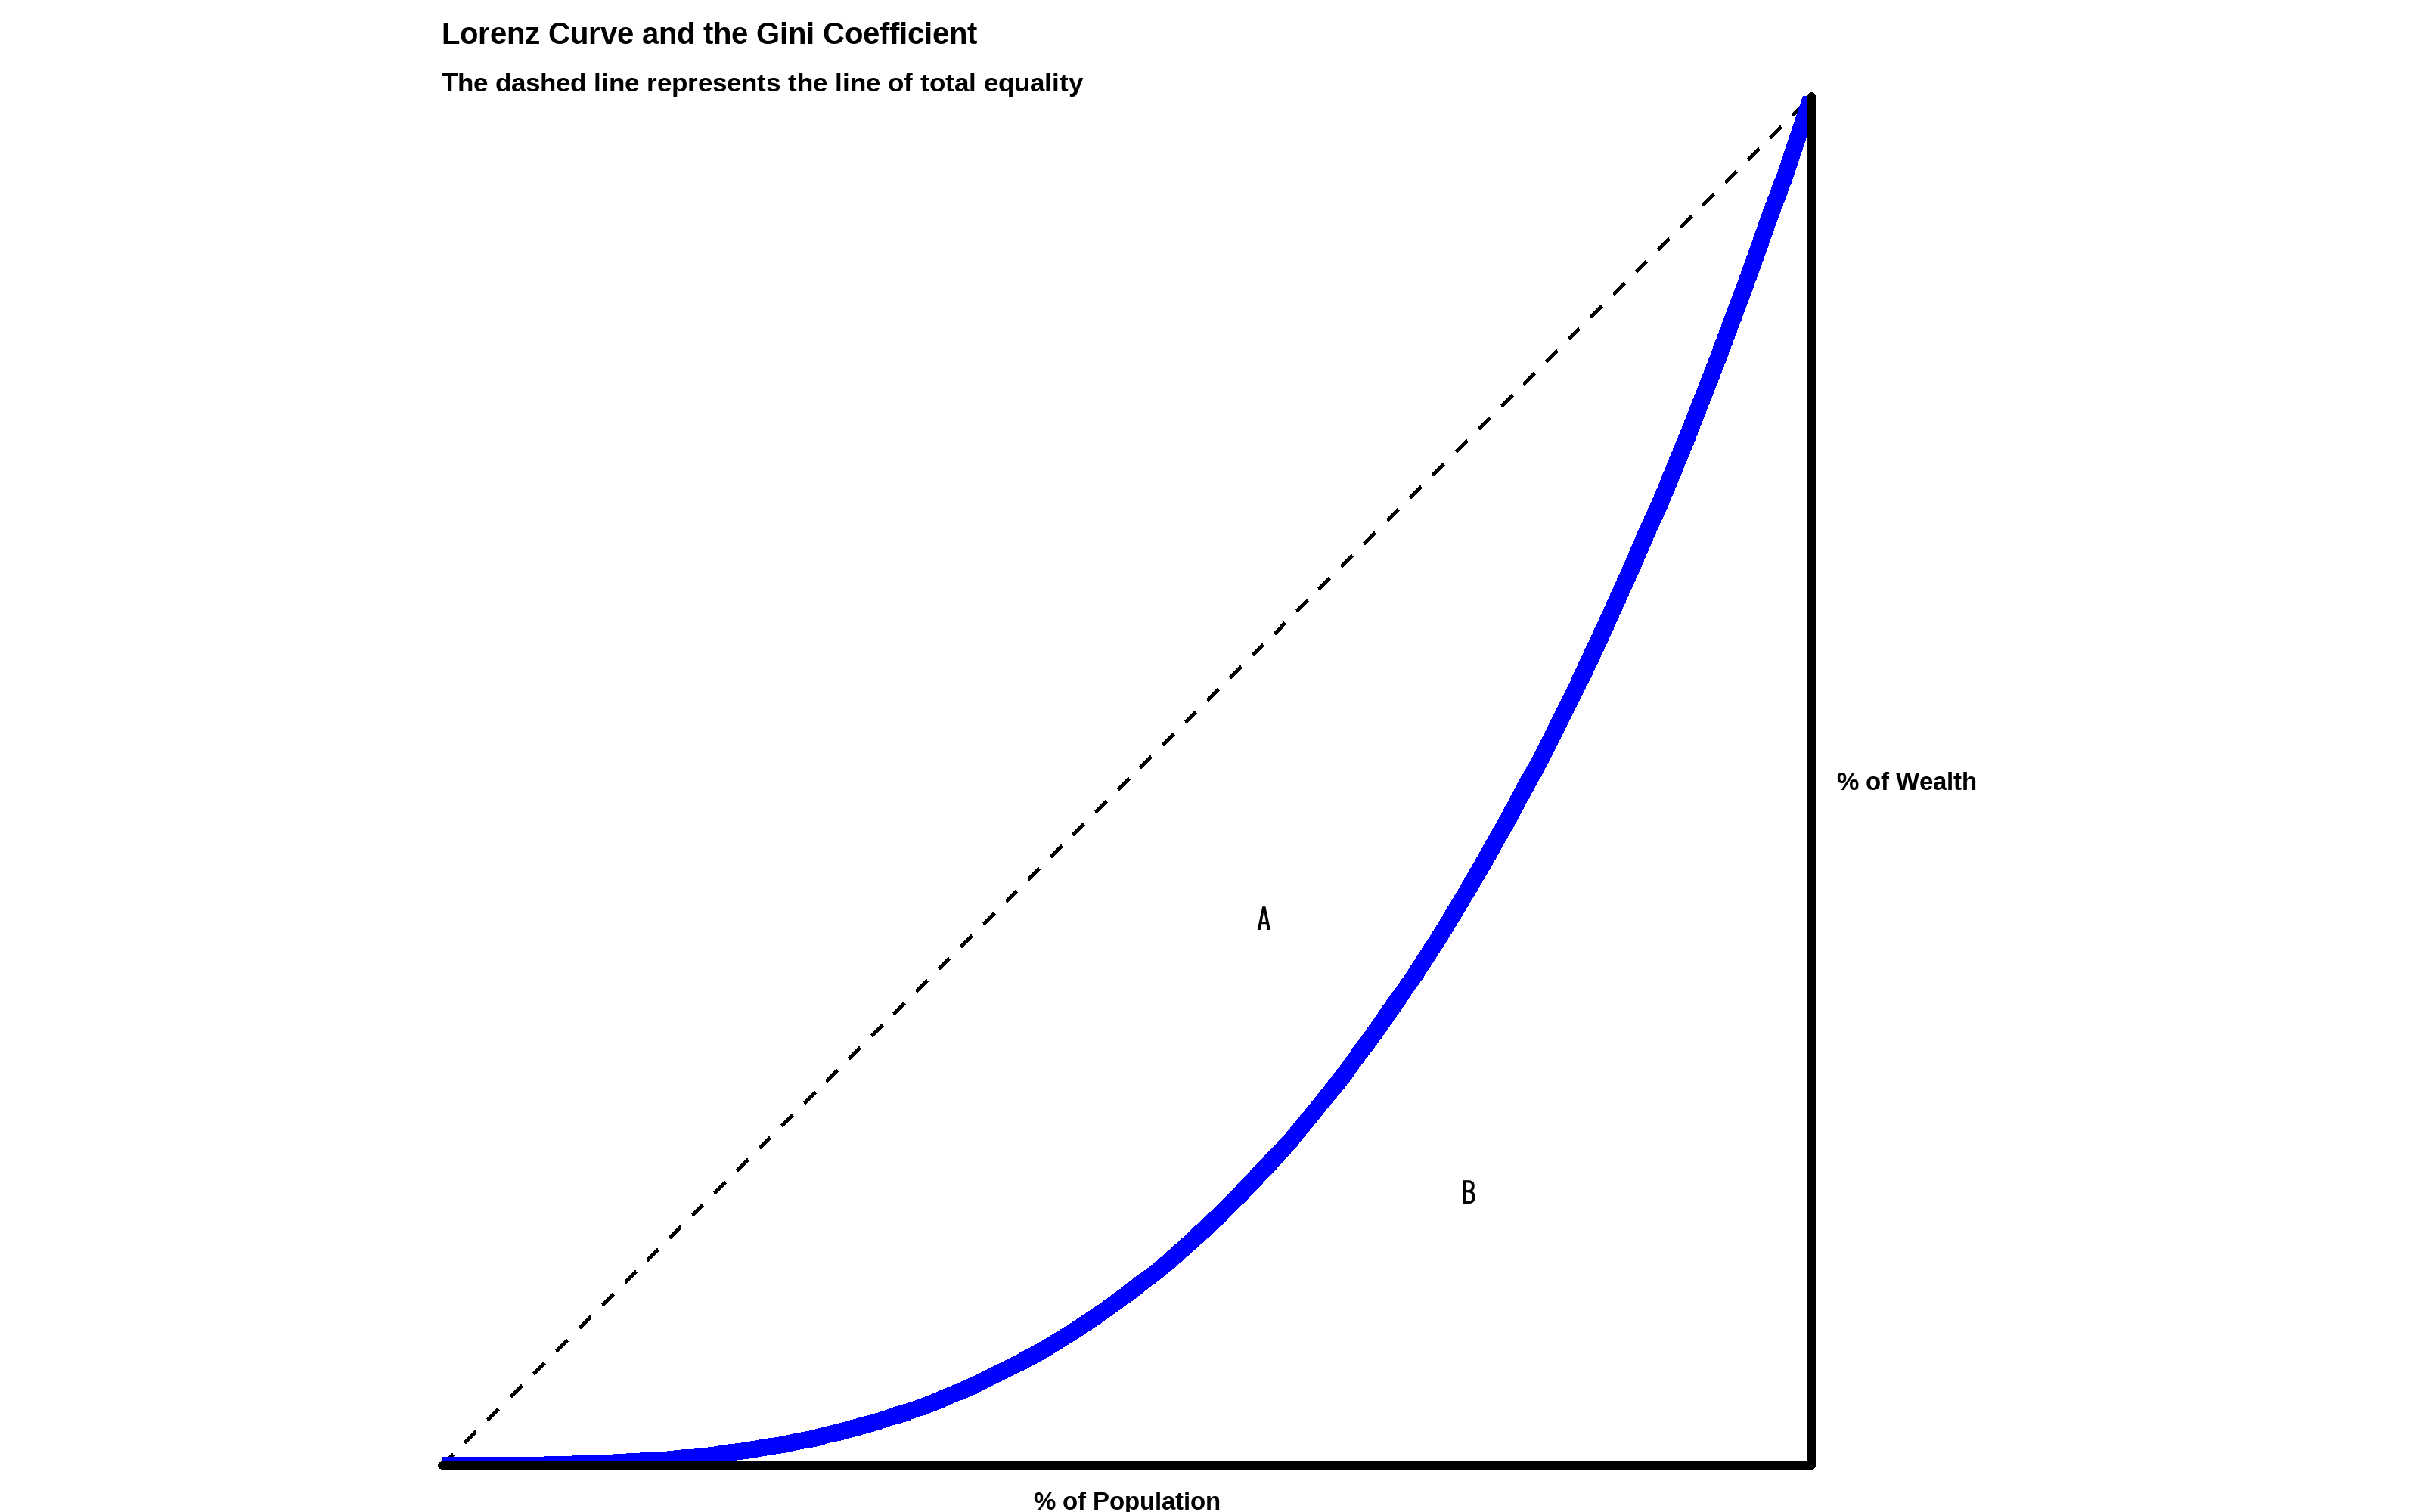 Lorenz Curve and the Gini Coefficient
The dashed line represents the line of total equality
% of Wealth
A
B
% of Population